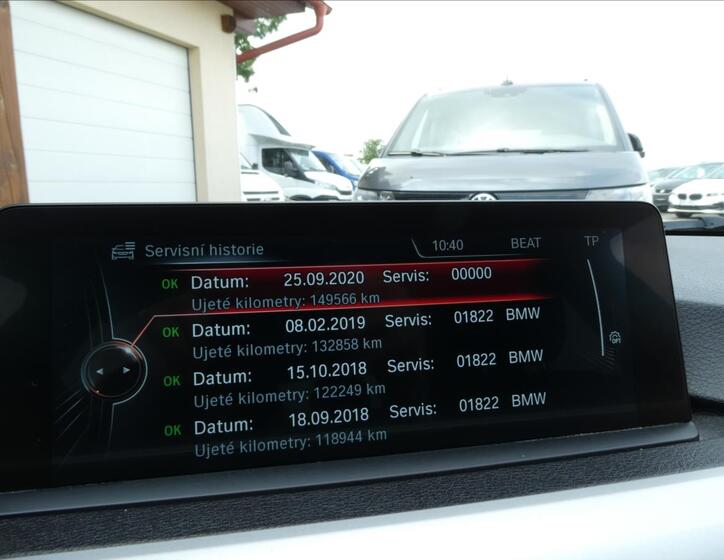 Servisní historie 10:40 BEAT TP
OK Datum: 25.09.2020 Servis: 00000
Ujeté kilometry: 149566 km
OK Datum: 08.02.2019 Servis: 01822 BMW
Ujeté kilometry: 132858 km
OK Datum: 15.10.2018 Servis: 01822 BMW
Ujeté kilometry: 122249 km
OK Datum: 18.09.2018 Servis: 01822 BMW
Ujeté kilometry: 118944 km